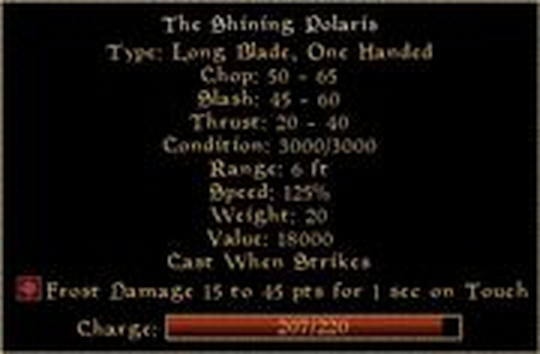 The Shining Polaris
Type: Long Blade, One Handed
Chop: 50 - 65
Slash: 45 - 60
Thrust: 20 - 40
Condition: 3000/3000
Range: 6 ft
Speed: 125%
Weight: 20
Value: 18000
Cast When Strikes
Frost Damage 15 to 45 pts for 1 sec on Touch
Charge: 207/220